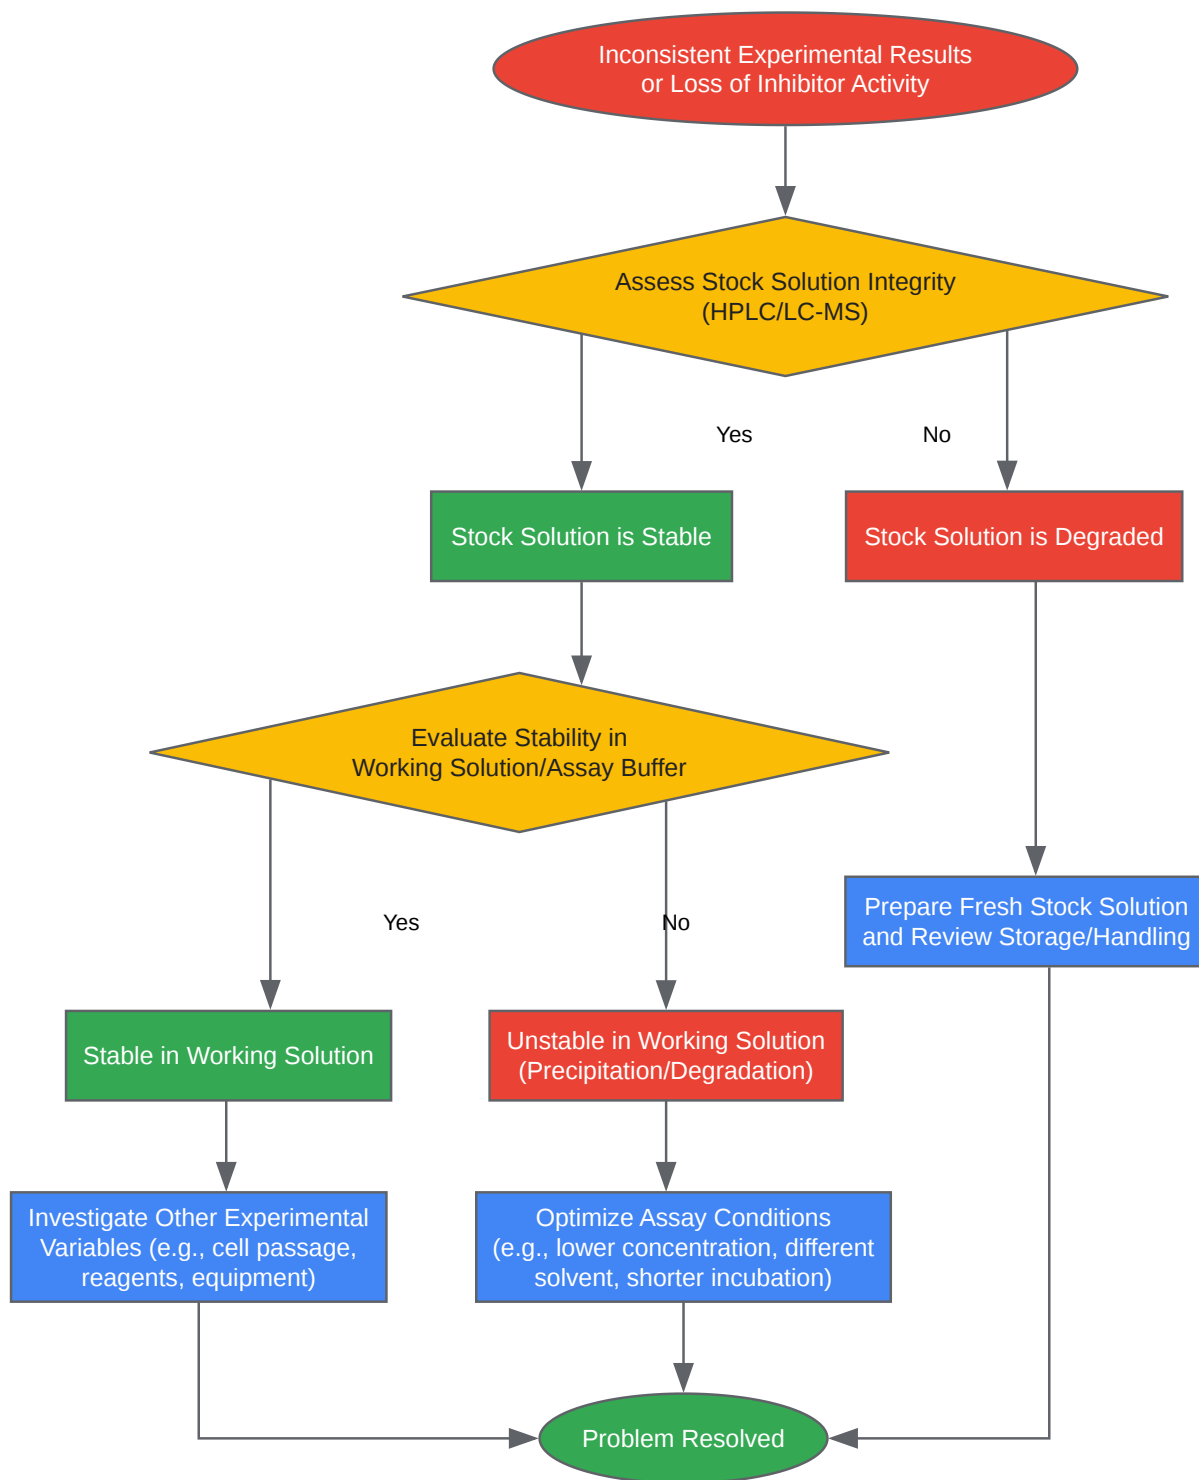 Inconsistent Experimental Results
or Loss of Inhibitor Activity
Assess Stock Solution Integrity
(HPLC/LC-MS)
Yes
No
Stock Solution is Stable
Stock Solution is Degraded
Evaluate Stability in
Working Solution/Assay Buffer
Yes
No
Prepare Fresh Stock Solution
and Review Storage/Handling
Stable in Working Solution
Unstable in Working Solution
(Precipitation/Degradation)
Investigate Other Experimental
Variables (e.g., cell passage,
reagents, equipment)
Optimize Assay Conditions
(e.g., lower concentration, different
solvent, shorter incubation)
Problem Resolved